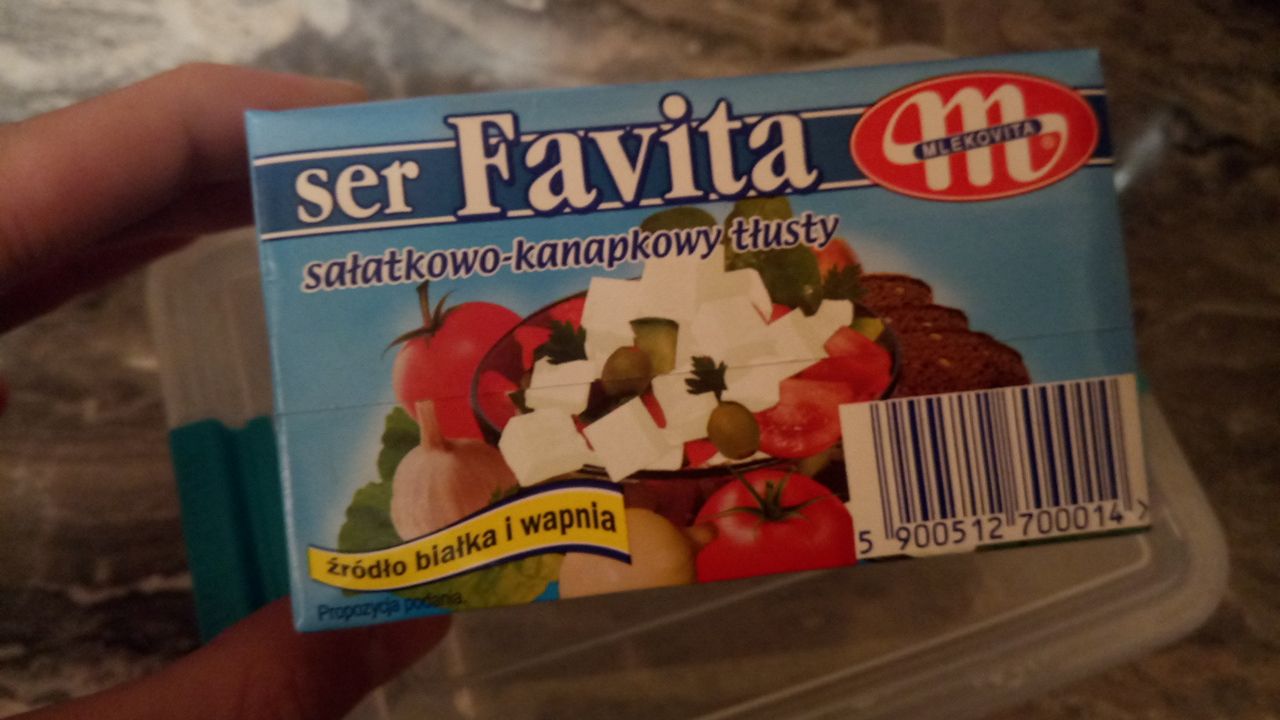 ser Favita
MLEKOVITA
sałatkowo-kanapkowy tłusty
źródło białka i wapnia
5 900512 700014 >
Propozycja podania.